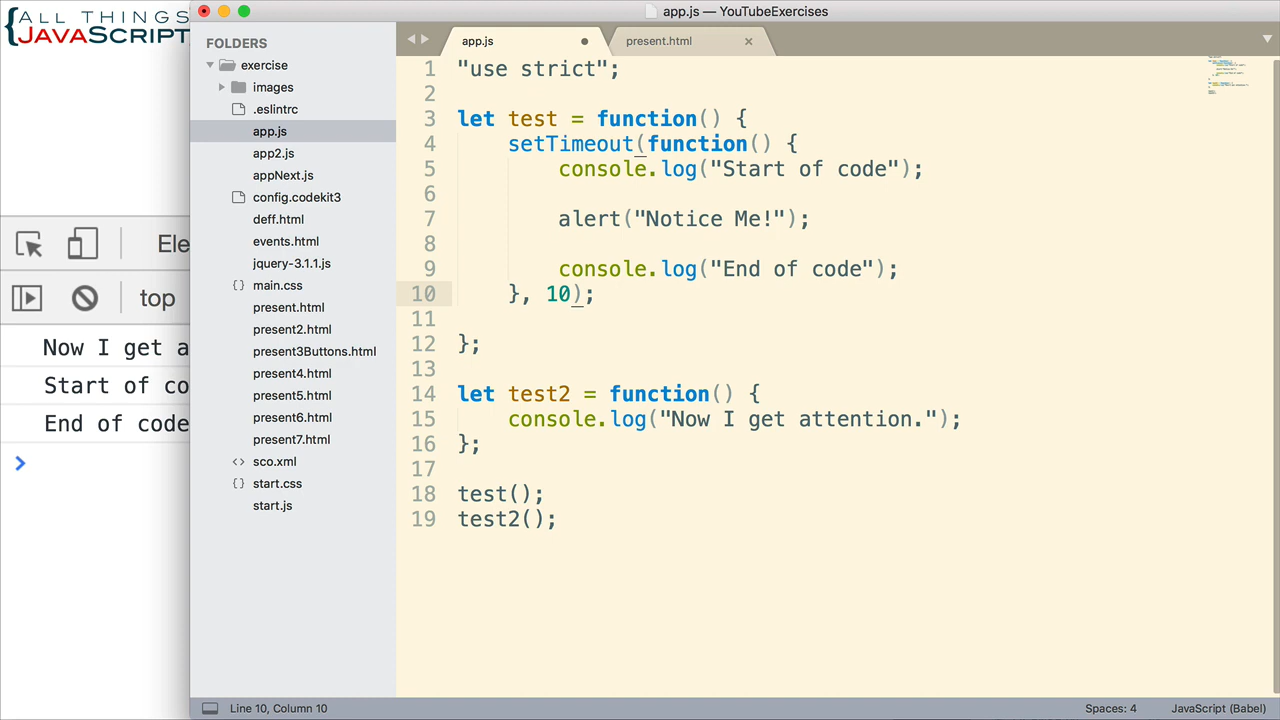 ALL THINGS
JAVASCRIPT
app.js — YouTubeExercises
FOLDERS
exercise
images
.eslintrc
app.js
app2.js
appNext.js
config.codekit3
deff.html
events.html
jquery-3.1.1.js
{} main.css
present.html
present2.html
present3Buttons.html
present4.html
present5.html
present6.html
present7.html
<> sco.xml
{} start.css
start.js
app.js
present.html
1 "use strict";
2
3 let test = function() {
4 setTimeout(function() {
5 console.log("Start of code");
6
7 alert("Notice Me!");
8
9 console.log("End of code");
10 }, 10);
11
12 };
13
14 let test2 = function() {
15 console.log("Now I get attention.");
16 };
17
18 test();
19 test2();
Ele
top
Now I get a
Start of co
End of code
Line 10, Column 10
Spaces: 4
JavaScript (Babel)